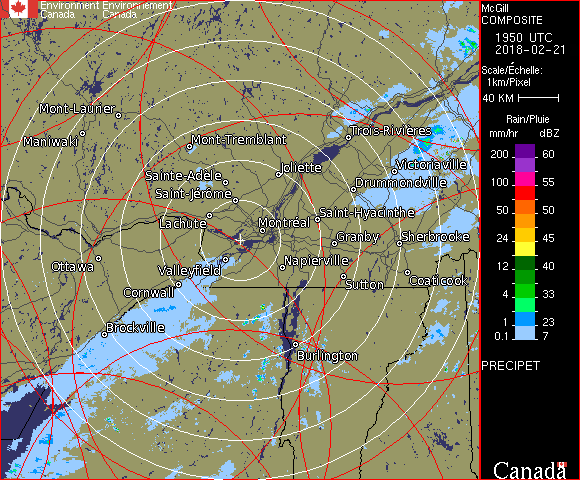 Environment Environnement
Canada Canada
McGill
COMPOSITE
1950 UTC
2018-02-21
Scale/Échelle:
1km/Pixel
40 KM
Rain/Pluie
mm/hr dBZ
200 60
155
100 55
50 50
24 45
12 40
4 33
1 23
0.1 7
PRECIPET
Canada
Mont-Laurier
Maniwaki
Mont-Tremblant
Trois-Rivières
Sainte-Adèle
Joliette
Victoriaville
Saint-Jérôme
Drummondville
Lachute
Montréal
Saint-Hyacinthe
Granby
Sherbrooke
Ottawa
Valleyfield
Napierville
Cornwall
Sutton
Coaticook
Brockville
Burlington